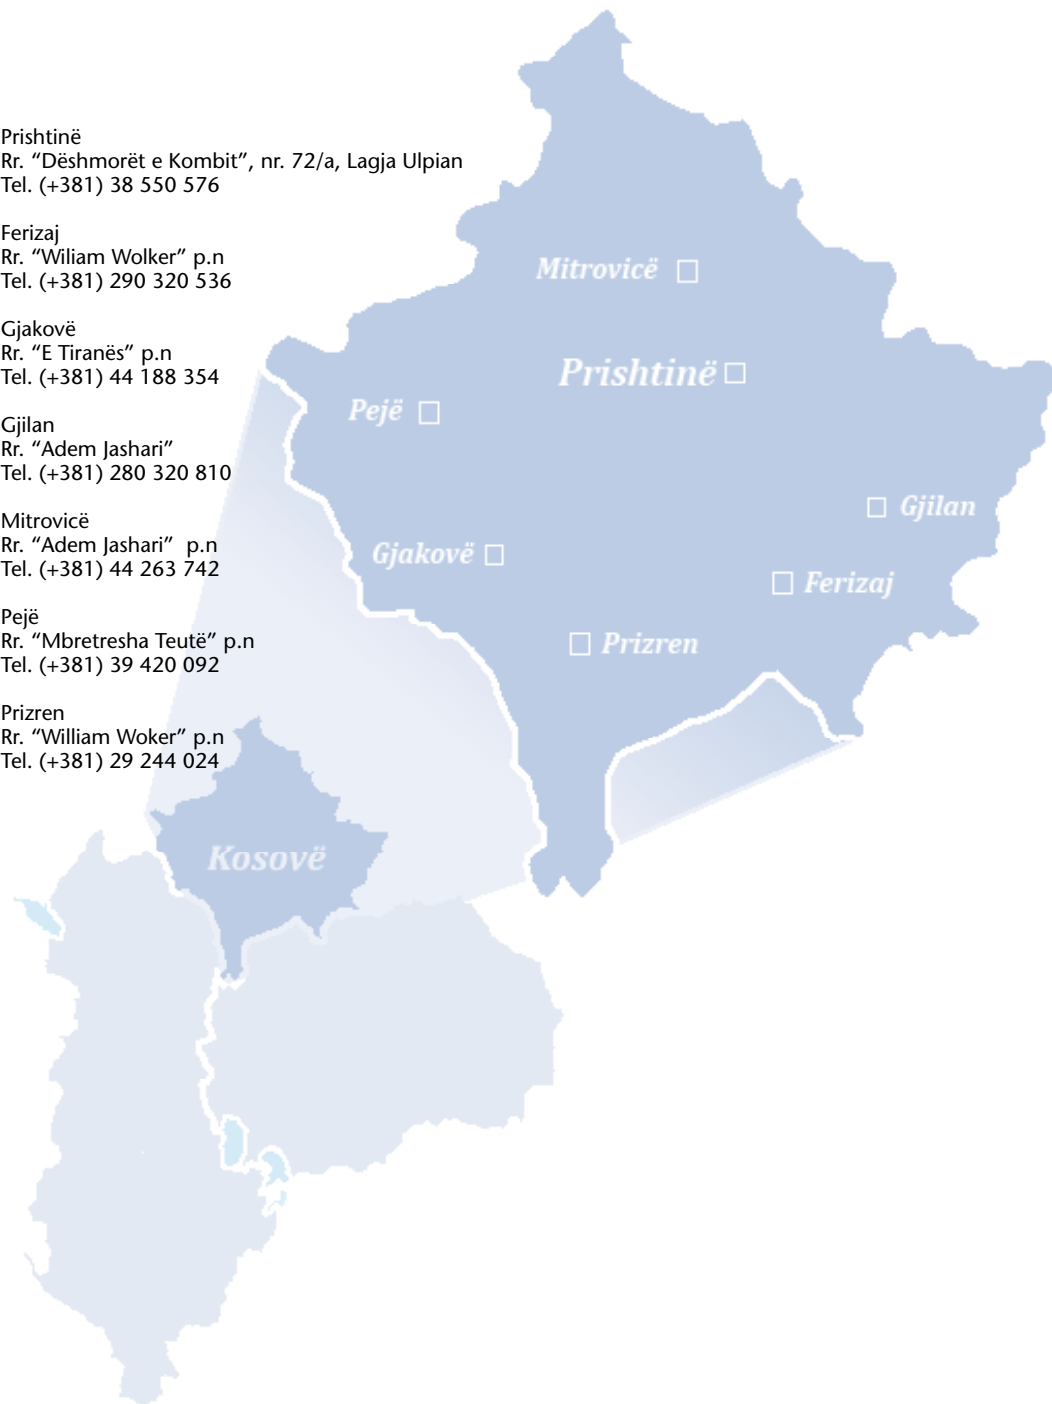 Prishtinë
Rr. “Dëshmorët e Kombit”, nr. 72/a, Lagja Ulpian
Tel. (+381) 38 550 576
Ferizaj
Rr. “Wiliam Wolker” p.n
Tel. (+381) 290 320 536
Gjakovë
Rr. “E Tiranës” p.n
Tel. (+381) 44 188 354
Gjilan
Rr. “Adem Jashari”
Tel. (+381) 280 320 810
Mitrovicë
Rr. “Adem Jashari”  p.n
Tel. (+381) 44 263 742
Pejë
Rr. “Mbretresha Teutë” p.n
Tel. (+381) 39 420 092
Prizren
Rr. “William Woker” p.n
Tel. (+381) 29 244 024
Mitrovicë
Prishtinë
Pejë
Gjilan
Gjakovë
Ferizaj
Prizren
Kosovë